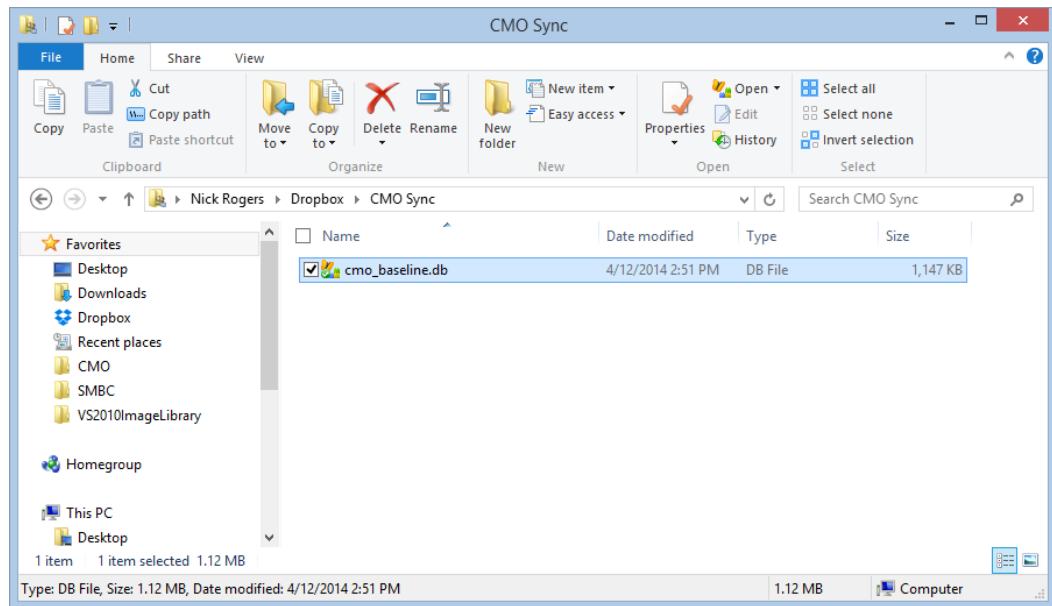 CMO Sync
File Home Share View
Copy Paste Cut Copy path Paste shortcut Move to Copy to Delete Rename New folder New item Easy access Properties Open Edit History Select all Select none Invert selection
Clipboard Organize New Open Select
Nick Rogers Dropbox CMO Sync Search CMO Sync
Favorites
Desktop
Downloads
Dropbox
Recent places
CMO
SMBC
VS2010ImageLibrary
Homegroup
This PC
Desktop
Name Date modified Type Size
cmo_baseline.db 4/12/2014 2:51 PM DB File 1,147 KB
1 item 1 item selected 1.12 MB
Type: DB File, Size: 1.12 MB, Date modified: 4/12/2014 2:51 PM 1.12 MB Computer